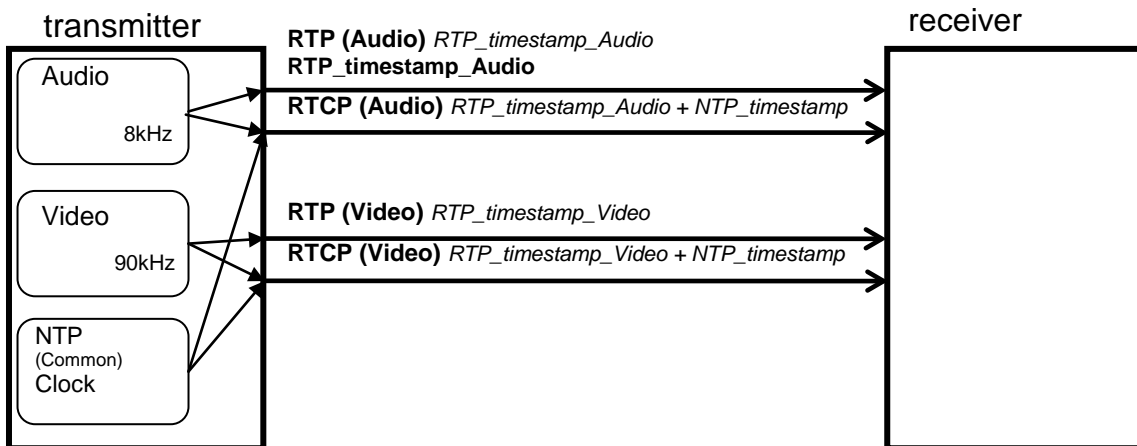 transmitter
receiver
Audio
8kHz
Video
90kHz
NTP
(Common)
Clock
RTP (Audio) RTP_timestamp_Audio
RTP_timestamp_Audio
RTCP (Audio) RTP_timestamp_Audio + NTP_timestamp
RTP (Video) RTP_timestamp_Video
RTCP (Video) RTP_timestamp_Video + NTP_timestamp